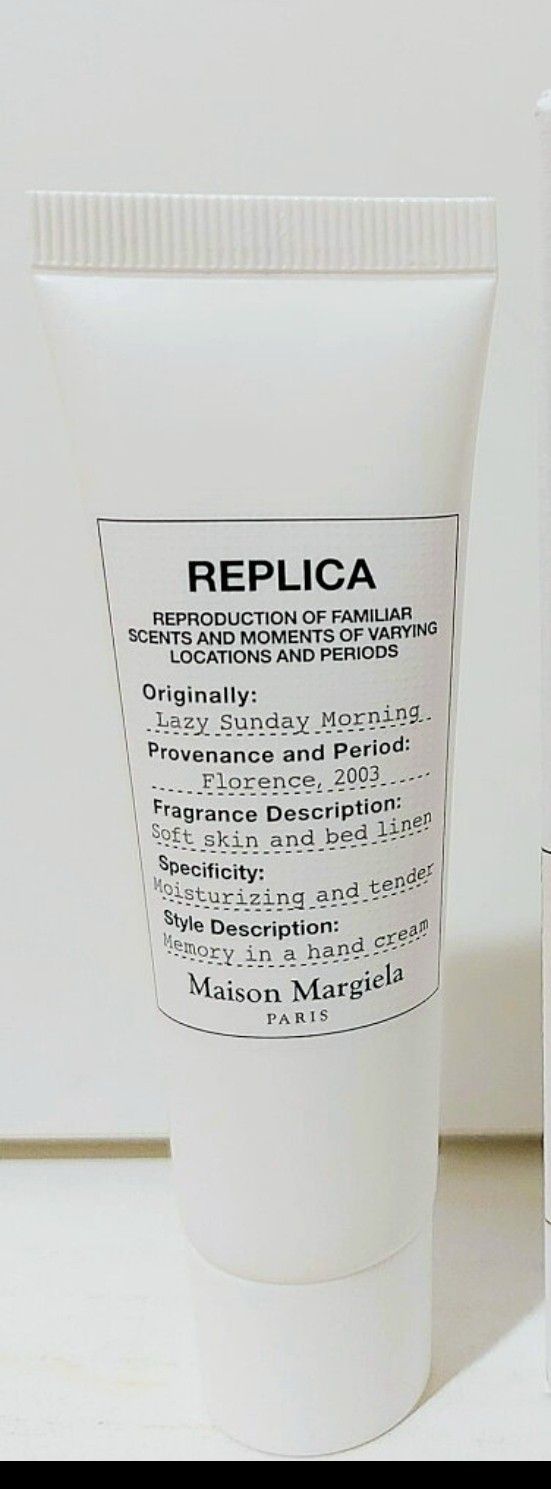 REPLICA
REPRODUCTION OF FAMILIAR
SCENTS AND MOMENTS OF VARYING
LOCATIONS AND PERIODS
Originally:
Lazy Sunday Morning
Provenance and Period:
Florence, 2003
Fragrance Description:
Soft skin and bed linen
Specificity:
Moisturizing and tender
Style Description:
Memory in a hand cream
Maison Margiela
PARIS